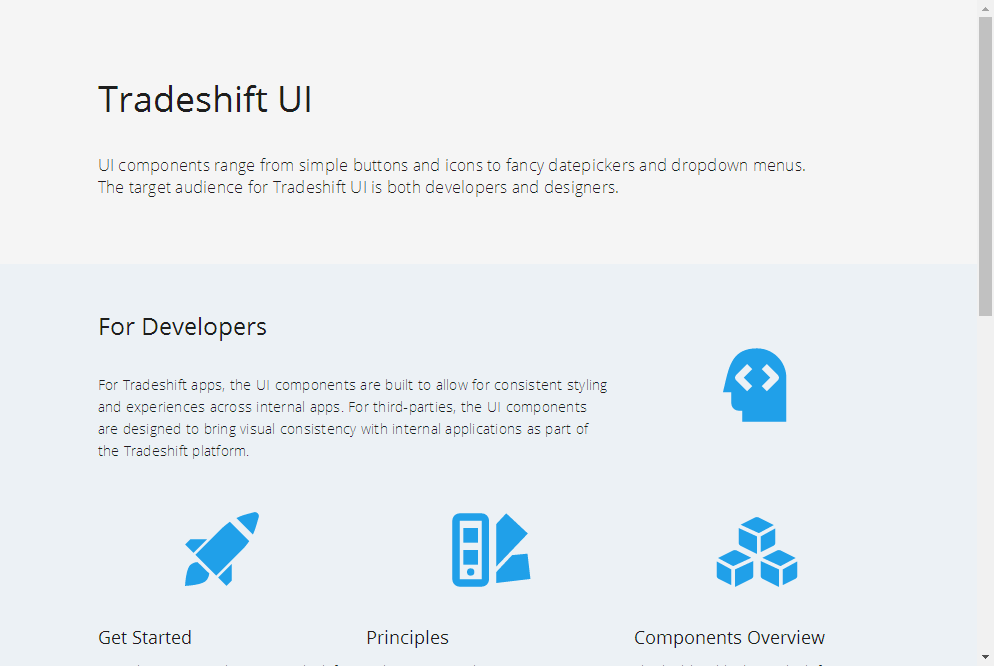 Tradeshift UI
UI components range from simple buttons and icons to fancy datepickers and dropdown menus.
The target audience for Tradeshift UI is both developers and designers.
For Developers
For Tradeshift apps, the UI components are built to allow for consistent styling
and experiences across internal apps. For third-parties, the UI components
are designed to bring visual consistency with internal applications as part of
the Tradeshift platform.
Get Started
Principles
Components Overview